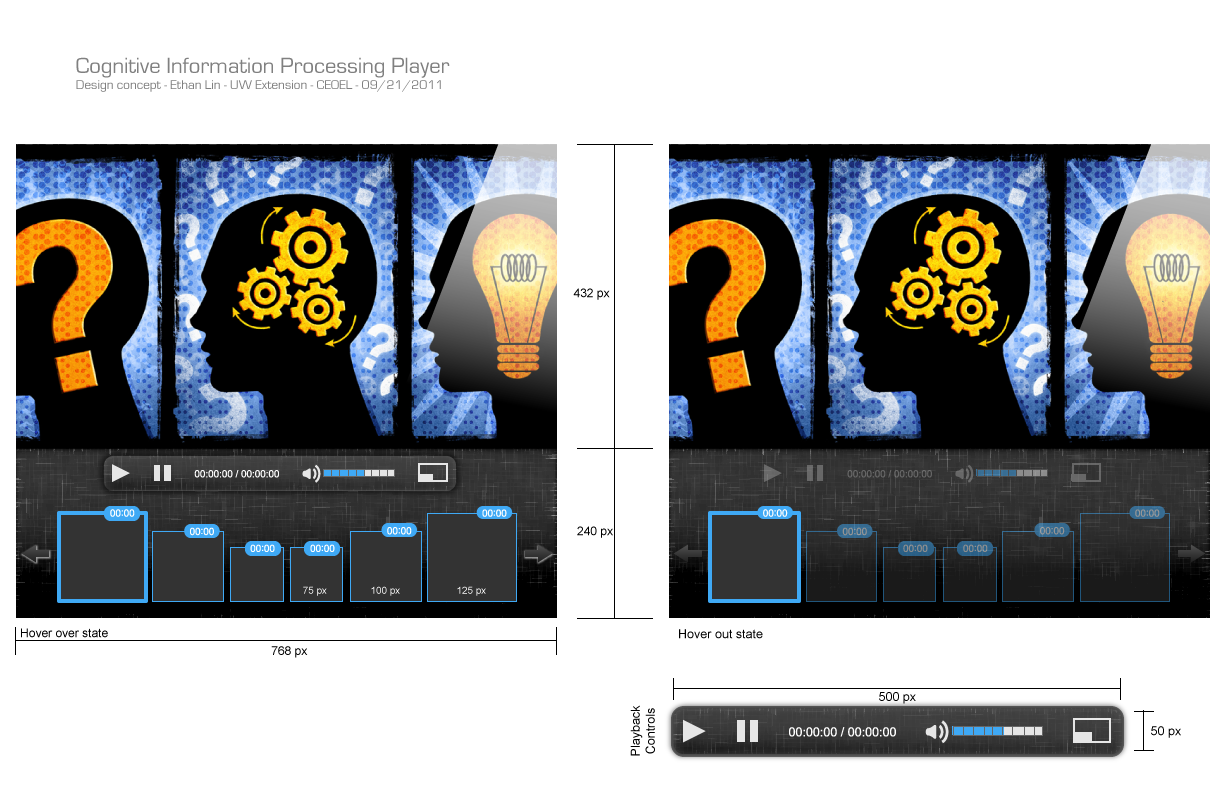 Cognitive Information Processing Player
Design concept - Ethan Lin - UW Extension - CEOEL - 09/21/2011
432 px
00:00:00 / 00:00:00
00:00:00 / 00:00:00
00:00
00:00
00:00
00:00
00:00
00:00
75 px
100 px
125 px
240 px
00:00
00:00
00:00
00:00
00:00
00:00
Hover over state
768 px
Hover out state
500 px
Playback
Controls
00:00:00 / 00:00:00
50 px